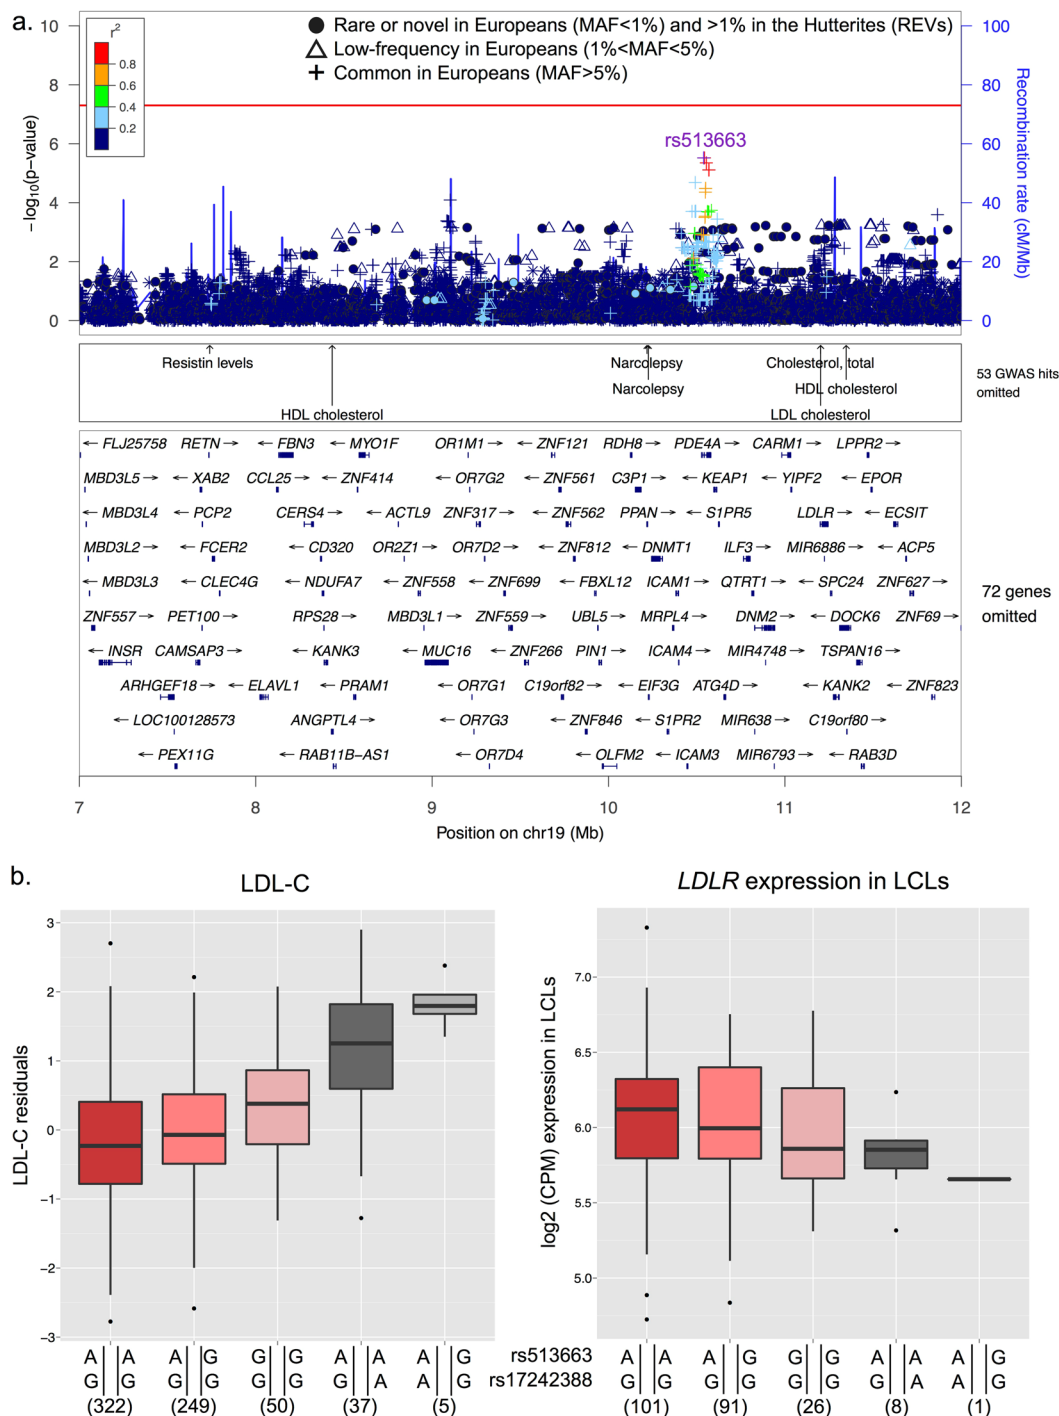 a.
10
8
6
4
2
0
−log10(p−value)
r2
0.8
0.6
0.4
0.2
Rare or novel in Europeans (MAF<1%) and >1% in the Hutterites (REVs)
Low-frequency in Europeans (1%<MAF<5%)
Common in Europeans (MAF>5%)
rs513663
100
80
60
40
20
0
Recombination rate (cM/Mb)
Resistin levels Narcolepsy Cholesterol, total
Narcolepsy HDL cholesterol
HDL cholesterol LDL cholesterol
53 GWAS hits
omitted
← FLJ25758 RETN → ← FBN3 ← MYO1F OR1M1 → ← ZNF121 RDH8 → PDE4A → CARM1 → LPPR2 →
MBD3L5 → ← XAB2 CCL25 → ← ZNF414 ← OR7G2 ← ZNF561 C3P1 → ← KEAP1 ← YIPF2 ← EPOR
← MBD3L4 ← PCP2 CERS4 → ← ACTL9 ZNF317 → ← ZNF562 PPAN → ← S1PR5 LDLR → ← ECSIT
MBD3L2 → ← FCER2 ← CD320 OR2Z1 → OR7D2 → ← ZNF812 ← DNMT1 ILF3 → MIR6886 → ← ACP5
← MBD3L3 ← CLEC4G ← NDUFA7 ← ZNF558 ← ZNF699 ← FBXL12 ICAM1 → QTRT1 → ← SPC24 ZNF627 →
ZNF557 → PET100 → RPS28 → MBD3L1 → ZNF559 → UBL5 → MRPL4 → DNM2 → ← DOCK6 ZNF69 →
← INSR CAMSAP3 → ← KANK3 ← MUC16 ← ZNF266 PIN1 → ICAM4 → MIR4748 → TSPAN16 →
ARHGEF18 → ← ELAVL1 ← PRAM1 ← OR7G1 C19orf82 → ← EIF3G ATG4D → ← KANK2 ← ZNF823
← LOC100128573 ANGPTL4 → ← OR7G3 ← ZNF846 ← S1PR2 MIR638 → C19orf80 →
← PEX11G ← RAB11B−AS1 ← OR7D4 ← OLFM2 ← ICAM3 MIR6793 → ← RAB3D
72 genes
omitted
7 8 9 10 11 12
Position on chr19 (Mb)
b.
LDL-C
3
2
1
0
−1
−2
−3
LDL-C residuals
LDLR expression in LCLs
7.0
6.5
6.0
5.5
5.0
log2 (CPM) expression in LCLs
A A A G G G A A A G rs513663 A A A G G G A A A G
G G G G G G G A A G rs17242388 G G G G G G G A A G
(322) (249) (50) (37) (5) (101) (91) (26) (8) (1)